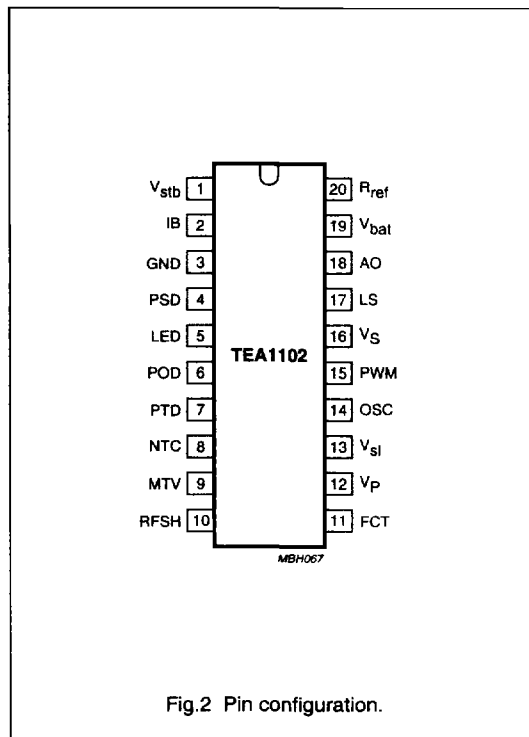 Vstb 1 20 Rref
IB 2 19 Vbat
GND 3 18 AO
PSD 4 17 LS
LED 5 16 VS
TEA1102
POD 6 15 PWM
PTD 7 14 OSC
NTC 8 13 Vsl
MTV 9 12 VP
RFSH 10 11 FCT
MBH067
Fig.2 Pin configuration.